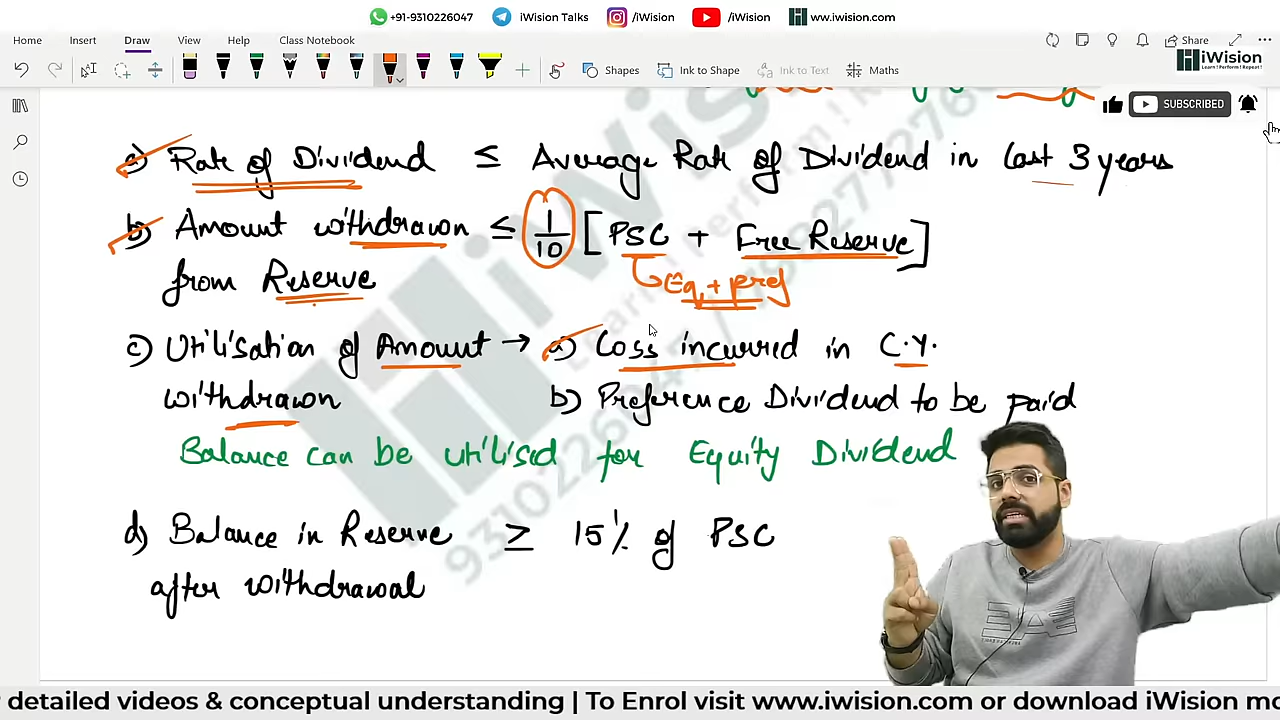 +91-9310226047 iWision Talks /iWision /iWision www.iwision.com
Home Insert Draw View Help Class Notebook Share
Shapes Ink to Shape Ink to Text Maths
iWision
Learn ! Perform ! Repeat !
SUBSCRIBED
a) Rate of Dividend ≤ Average Rate of Dividend in last 3 years
b) Amount withdrawn ≤ 1/10 [PSC + Free Reserve]
from Reserve
Eq + pref
c) Utilisation of Amount → a) Loss incurred in C.Y.
withdrawn b) Preference Dividend to be paid
Balance can be utilised for Equity Dividend
d) Balance in Reserve ≥ 15% of PSC
after withdrawal
detailed videos & conceptual understanding | To Enrol visit www.iwision.com or download iWision